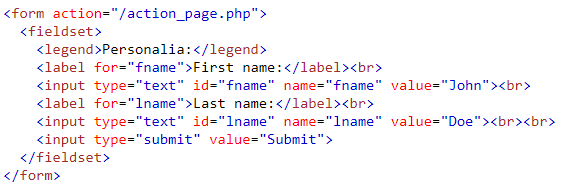 <form action="/action_page.php">
  <fieldset>
    <legend>Personalia:</legend>
    <label for="fname">First name:</label><br>
    <input type="text" id="fname" name="fname" value="John"><br>
    <label for="lname">Last name:</label><br>
    <input type="text" id="lname" name="lname" value="Doe"><br><br>
    <input type="submit" value="Submit">
  </fieldset>
</form>